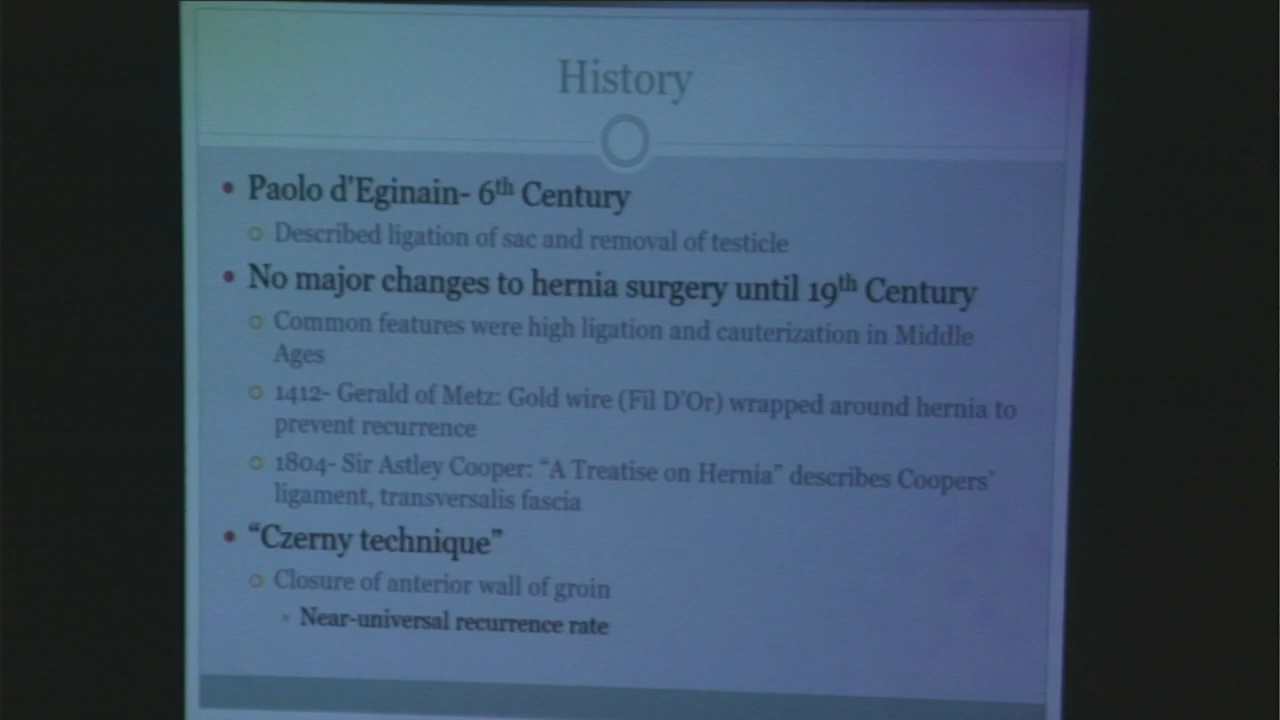 History
Paolo d'Eginain- 6th Century
Described ligation of sac and removal of testicle
No major changes to hernia surgery until 19th Century
Common features were high ligation and cauterization in Middle
Ages
1412- Gerald of Metz: Gold wire (Fil D'Or) wrapped around hernia to
prevent recurrence
1804- Sir Astley Cooper: “A Treatise on Hernia” describes Coopers’
ligament, transversalis fascia
“Czerny technique”
Closure of anterior wall of groin
Near-universal recurrence rate